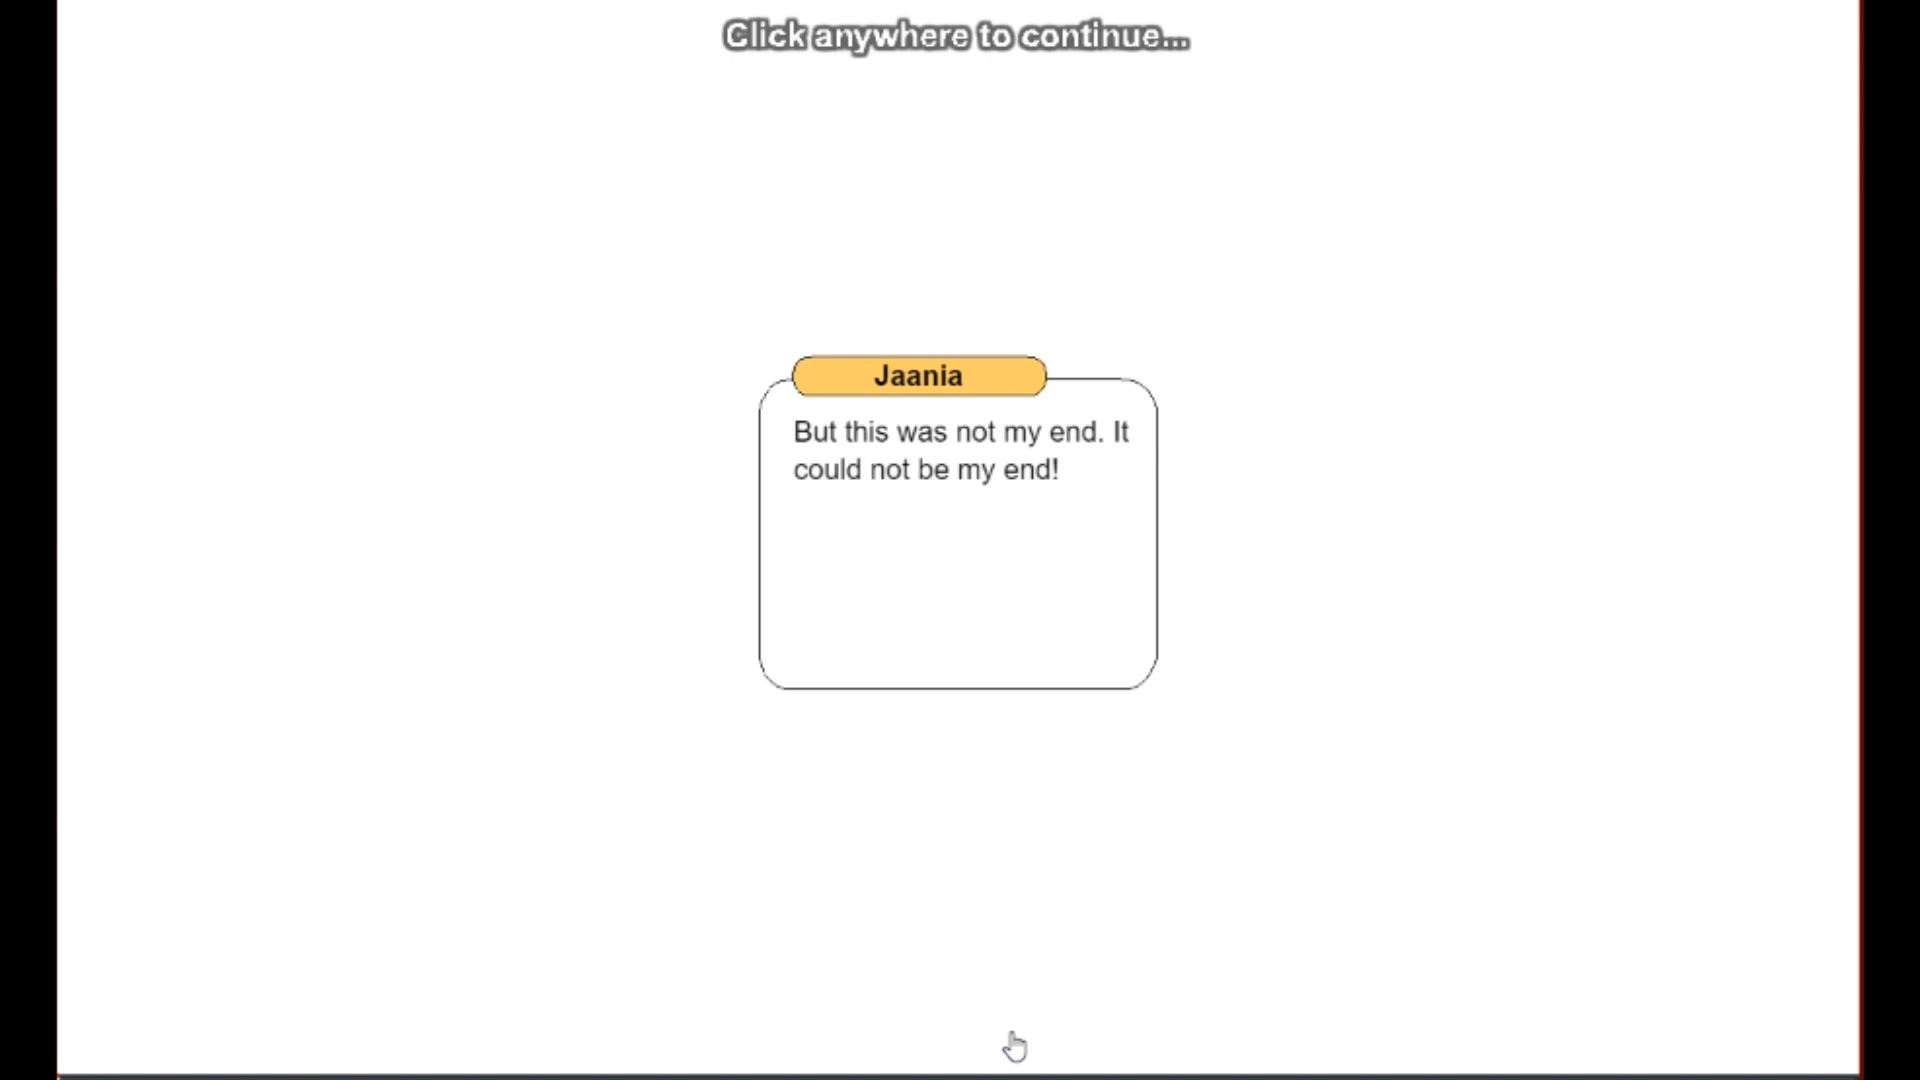 Click anywhere to continue...
Jaania
But this was not my end. It
could not be my end!